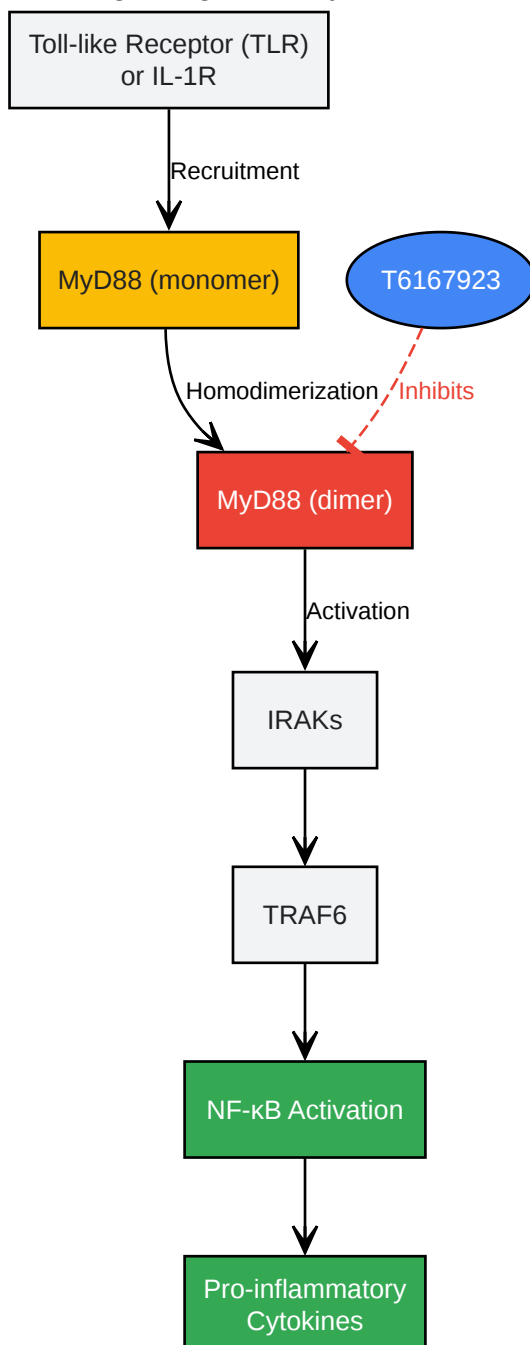 Toll-like Receptor (TLR)
or IL-1R
Recruitment
MyD88 (monomer)
T6167923
Homodimerization
Inhibits
MyD88 (dimer)
Activation
IRAKs
TRAF6
NF-κB Activation
Pro-inflammatory
Cytokines